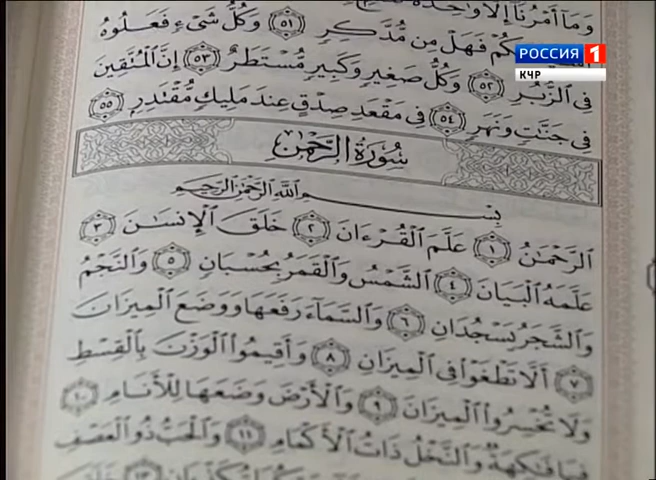 وَمَآ أَمْرُنَآ إِلَّا وَٰحِدَةٌ
كُمْ فَهَلْ مِن مُّدَّكِرٍ ٥١ وَكُلُّ شَىْءٍ فَعَلُوهُ
فِى ٱلزُّبُرِ ٥٢ وَكُلُّ صَغِيرٍ وَكَبِيرٍ مُّسْتَطَرٌ ٥٣ إِنَّ ٱلْمُتَّقِينَ
فِى جَنَّٰتٍ وَنَهَرٍ ٥٤ فِى مَقْعَدِ صِدْقٍ عِندَ مَلِيكٍ مُّقْتَدِرٍۭ ٥٥
РОССИЯ 1
КЧР
سُورَةُ ٱلرَّحْمَٰن
بِسْمِ ٱللَّهِ ٱلرَّحْمَٰنِ ٱلرَّحِيمِ
ٱلرَّحْمَٰنُ ١ عَلَّمَ ٱلْقُرْءَانَ ٢ خَلَقَ ٱلْإِنسَٰنَ ٣
عَلَّمَهُ ٱلْبَيَانَ ٤ ٱلشَّمْسُ وَٱلْقَمَرُ بِحُسْبَانٍ ٥ وَٱلنَّجْمُ
وَٱلشَّجَرُ يَسْجُدَانِ ٦ وَٱلسَّمَآءَ رَفَعَهَا وَوَضَعَ ٱلْمِيزَانَ
٧ أَلَّا تَطْغَوْا۟ فِى ٱلْمِيزَانِ ٨ وَأَقِيمُوا۟ ٱلْوَزْنَ بِٱلْقِسْطِ
وَلَا تُخْسِرُوا۟ ٱلْمِيزَانَ ٩ وَٱلْأَرْضَ وَضَعَهَا لِلْأَنَامِ ١٠
فِيهَا فَٰكِهَةٌ وَٱلنَّخْلُ ذَاتُ ٱلْأَكْمَامِ ١١ وَٱلْحَبُّ ذُو ٱلْعَصْفِ